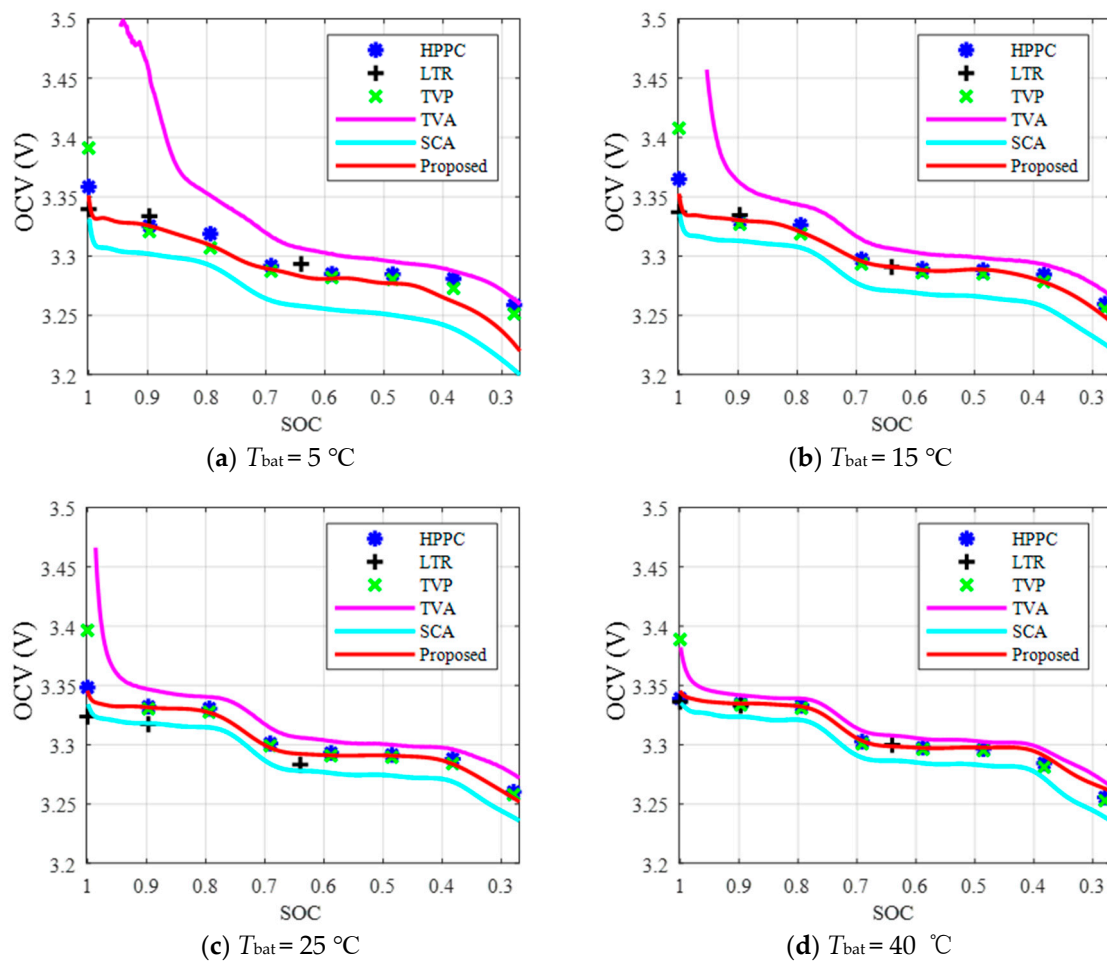 3.5
3.45
3.4
3.35
3.3
3.25
3.2
OCV (V)
HPPC
LTR
TVP
TVA
SCA
Proposed
1 0.9 0.8 0.7 0.6 0.5 0.4 0.3
SOC
(a) Tbat = 5 °C
3.5
3.45
3.4
3.35
3.3
3.25
3.2
OCV (V)
HPPC
LTR
TVP
TVA
SCA
Proposed
1 0.9 0.8 0.7 0.6 0.5 0.4 0.3
SOC
(b) Tbat = 15 °C
3.5
3.45
3.4
3.35
3.3
3.25
3.2
OCV (V)
HPPC
LTR
TVP
TVA
SCA
Proposed
1 0.9 0.8 0.7 0.6 0.5 0.4 0.3
SOC
(c) Tbat = 25 °C
3.5
3.45
3.4
3.35
3.3
3.25
3.2
OCV (V)
HPPC
LTR
TVP
TVA
SCA
Proposed
1 0.9 0.8 0.7 0.6 0.5 0.4 0.3
SOC
(d) Tbat = 40 ℃